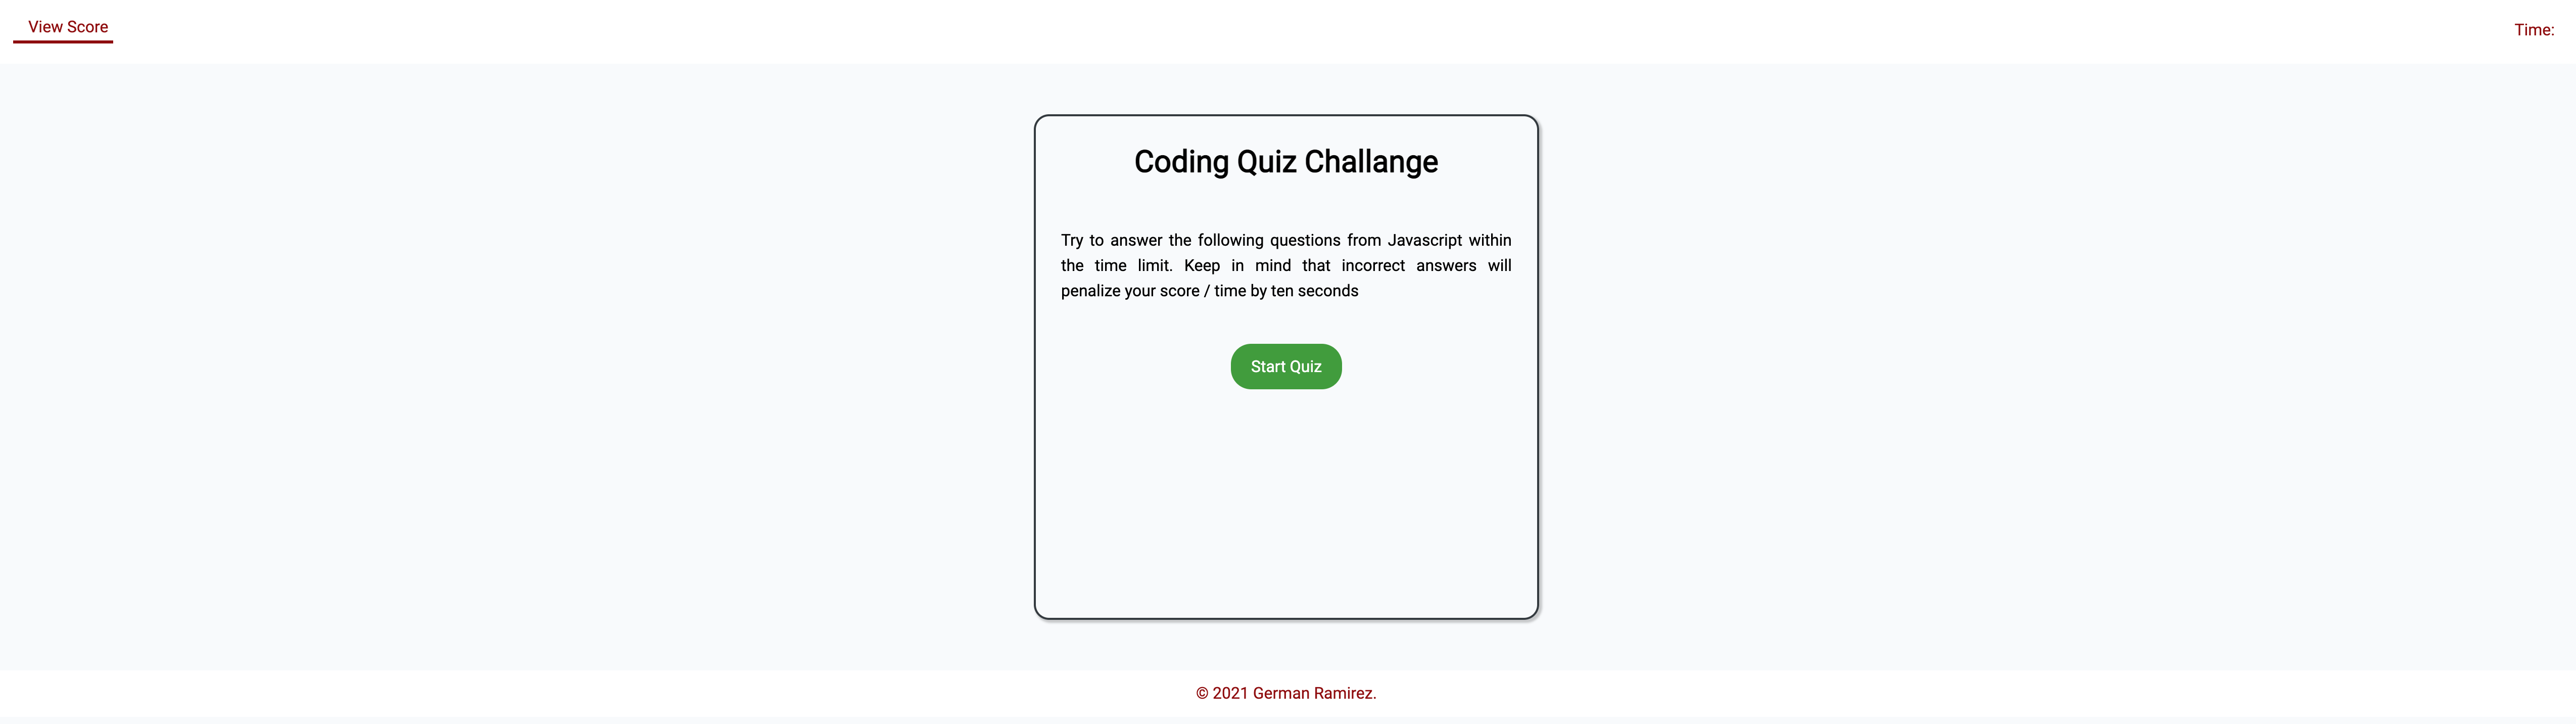 View Score
Time:
Coding Quiz Challange
Try to answer the following questions from Javascript within
the time limit. Keep in mind that incorrect answers will
penalize your score / time by ten seconds
Start Quiz
© 2021 German Ramirez.